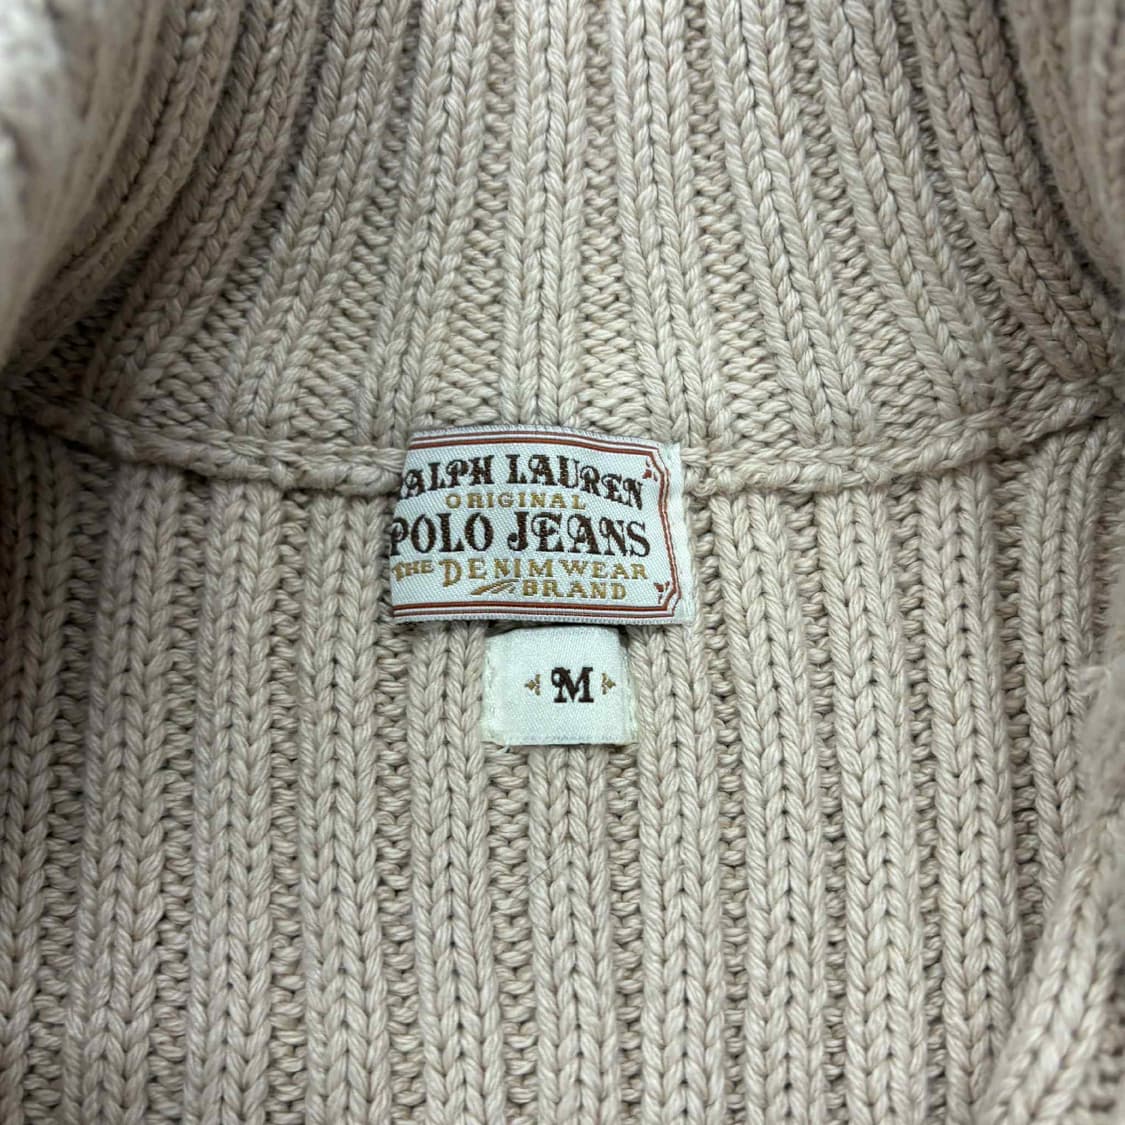 RALPH LAUREN
ORIGINAL
POLO JEANS
THE DENIMWEAR
BRAND
M